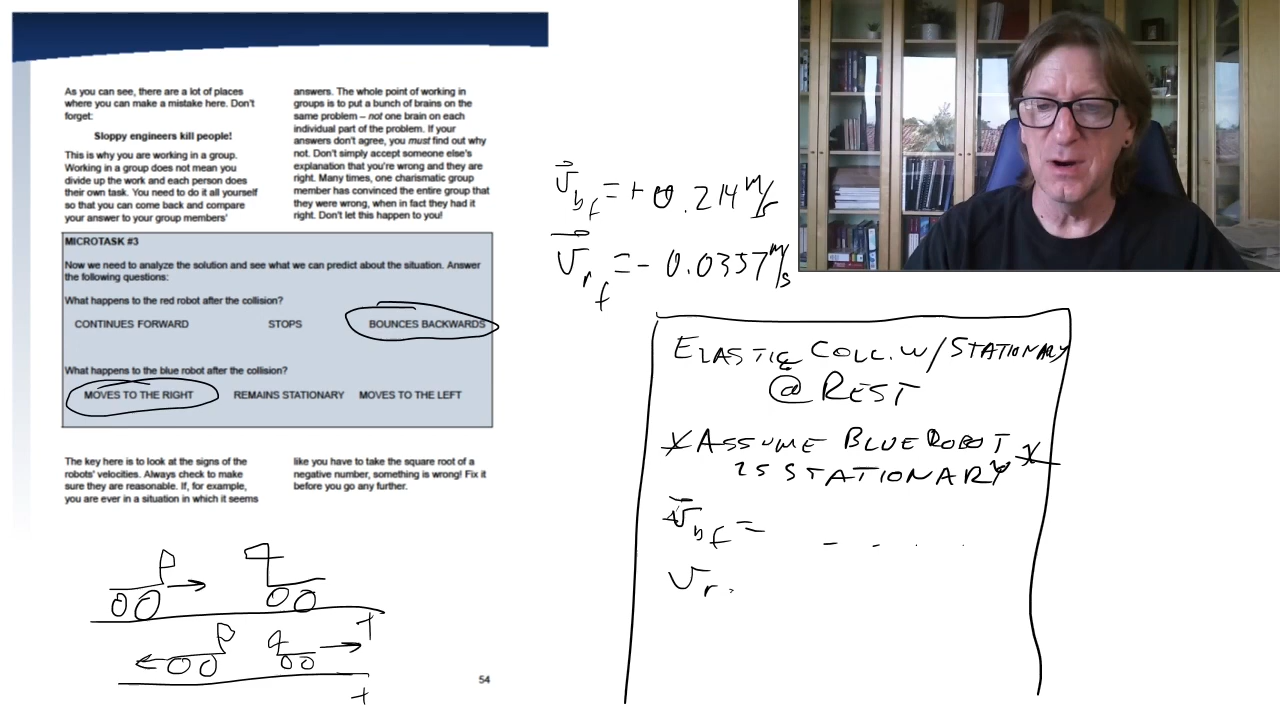 As you can see, there are a lot of places
where you can make a mistake here. Don't
forget:
Sloppy engineers kill people!
This is why you are working in a group.
Working in a group does not mean you
divide up the work and each person does
their own task. You need to do it all yourself
so that you can come back and compare
your answer to your group members'
answers. The whole point of working in
groups is to put a bunch of brains on the
same problem – not one brain on each
individual part of the problem. If your
answers don't agree, you must find out why
not. Don't simply accept someone else's
explanation that you're wrong and they are
right. Many times, one charismatic group
member has convinced the entire group that
they were wrong, when in fact they had it
right. Don't let this happen to you!
MICROTASK #3
Now we need to analyze the solution and see what we can predict about the situation. Answer
the following questions:
What happens to the red robot after the collision?
CONTINUES FORWARD STOPS BOUNCES BACKWARDS
What happens to the blue robot after the collision?
MOVES TO THE RIGHT REMAINS STATIONARY MOVES TO THE LEFT
The key here is to look at the signs of the
robots' velocities. Always check to make
sure they are reasonable. If, for example,
you are ever in a situation in which it seems
like you have to take the square root of a
negative number, something is wrong! Fix it
before you go any further.
+
+
54
v⃗bf = +0.214 m/s
v⃗rf = - 0.0357 m/s
ELASTIC COLL. W/ STATIONARY
@ REST
* ASSUME BLUE ROBOT
IS STATIONARY *
v⃗bf =
vr